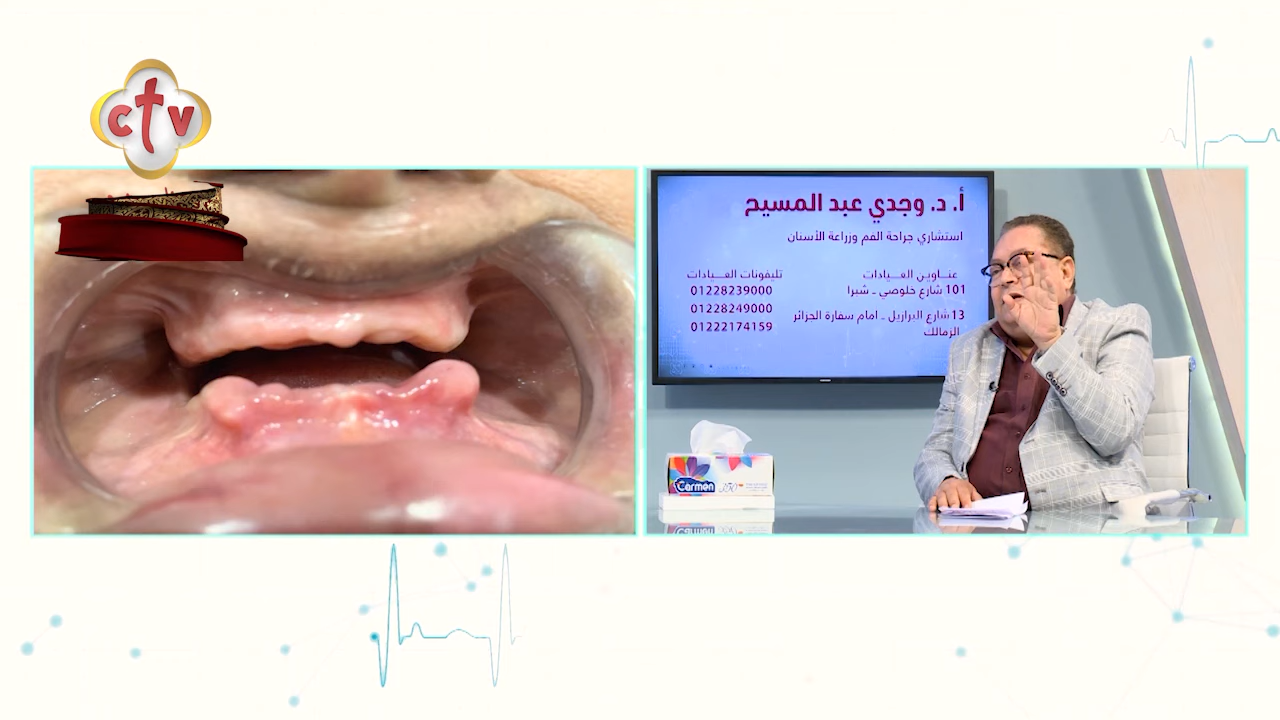 ctv
أ. د. وجدي عبد المسيح
استشاري جراحة الفم وزراعة الأسنان
عناوين العيادات
101 شارع خلوصي - شبرا
13 شارع البرازيل - امام سفارة الجزائر
الزمالك
تليفونات العيادات
01228239000
01228249000
01222174159
Carmen